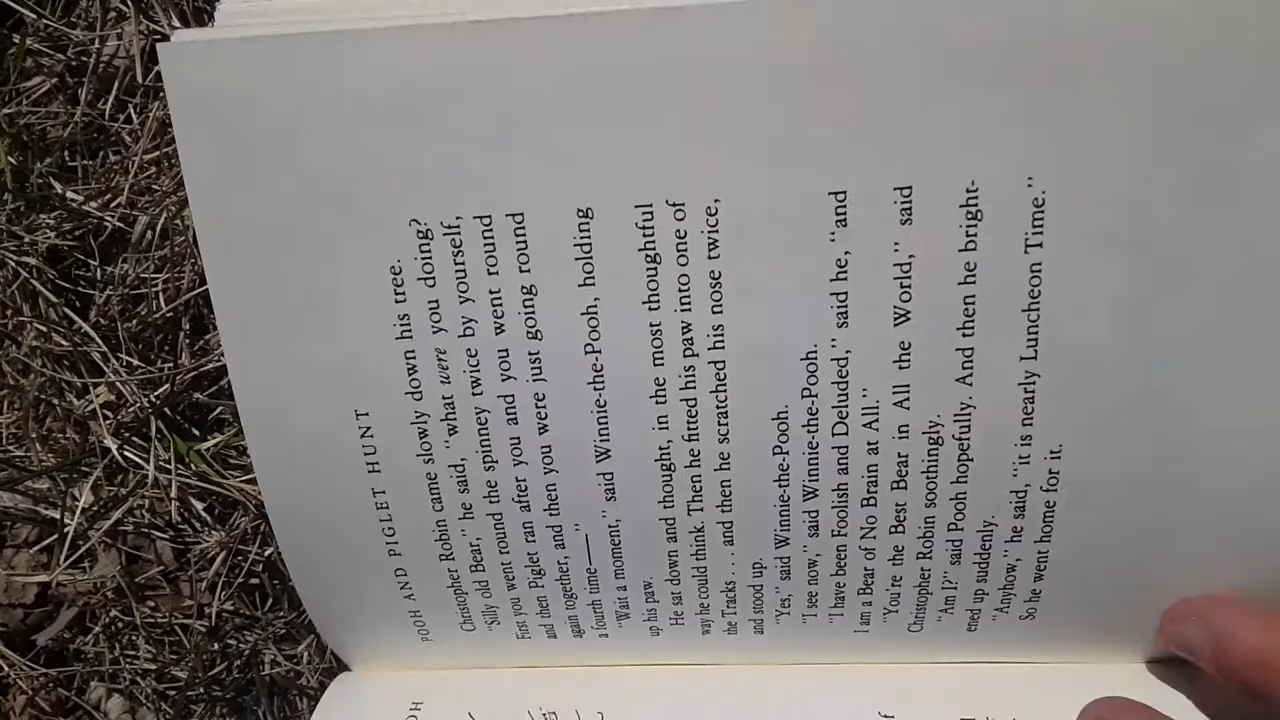 POOH AND PIGLET HUNT
Christopher Robin came slowly down his tree.
"Silly old Bear," he said, "what were you doing?
First you went round the spinney twice by yourself,
and then Piglet ran after you and you went round
again together, and then you were just going round
a fourth time—"
"Wait a moment," said Winnie-the-Pooh, holding
up his paw.
He sat down and thought, in the most thoughtful
way he could think. Then he fitted his paw into one of
the Tracks . . . and then he scratched his nose twice,
and stood up.
"Yes," said Winnie-the-Pooh.
"I see now," said Winnie-the-Pooh.
"I have been Foolish and Deluded," said he, "and
I am a Bear of No Brain at All."
"You're the Best Bear in All the World," said
Christopher Robin soothingly.
"Am I?" said Pooh hopefully. And then he bright-
ened up suddenly.
"Anyhow," he said, "it is nearly Luncheon Time."
So he went home for it.